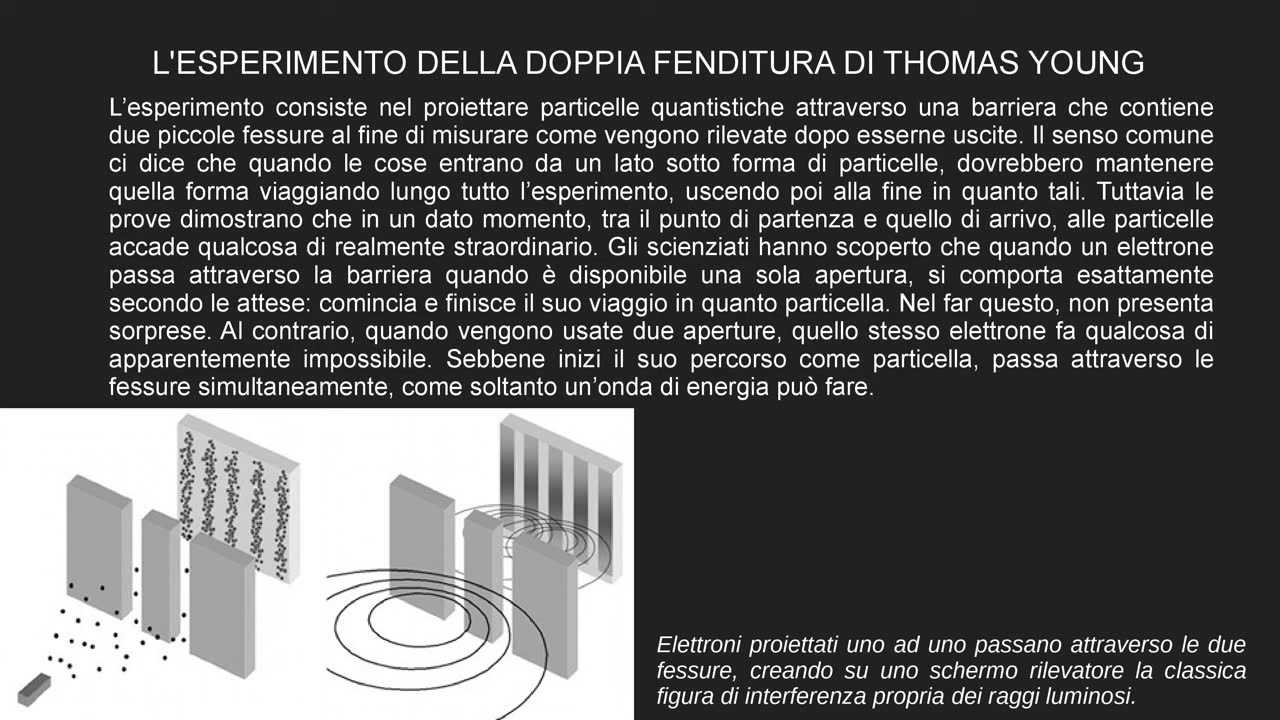 L'ESPERIMENTO DELLA DOPPIA FENDITURA DI THOMAS YOUNG
L’esperimento consiste nel proiettare particelle quantistiche attraverso una barriera che contiene
due piccole fessure al fine di misurare come vengono rilevate dopo esserne uscite. Il senso comune
ci dice che quando le cose entrano da un lato sotto forma di particelle, dovrebbero mantenere
quella forma viaggiando lungo tutto l’esperimento, uscendo poi alla fine in quanto tali. Tuttavia le
prove dimostrano che in un dato momento, tra il punto di partenza e quello di arrivo, alle particelle
accade qualcosa di realmente straordinario. Gli scienziati hanno scoperto che quando un elettrone
passa attraverso la barriera quando è disponibile una sola apertura, si comporta esattamente
secondo le attese: comincia e finisce il suo viaggio in quanto particella. Nel far questo, non presenta
sorprese. Al contrario, quando vengono usate due aperture, quello stesso elettrone fa qualcosa di
apparentemente impossibile. Sebbene inizi il suo percorso come particella, passa attraverso le
fessure simultaneamente, come soltanto un’onda di energia può fare.
Elettroni proiettati uno ad uno passano attraverso le due
fessure, creando su uno schermo rilevatore la classica
figura di interferenza propria dei raggi luminosi.